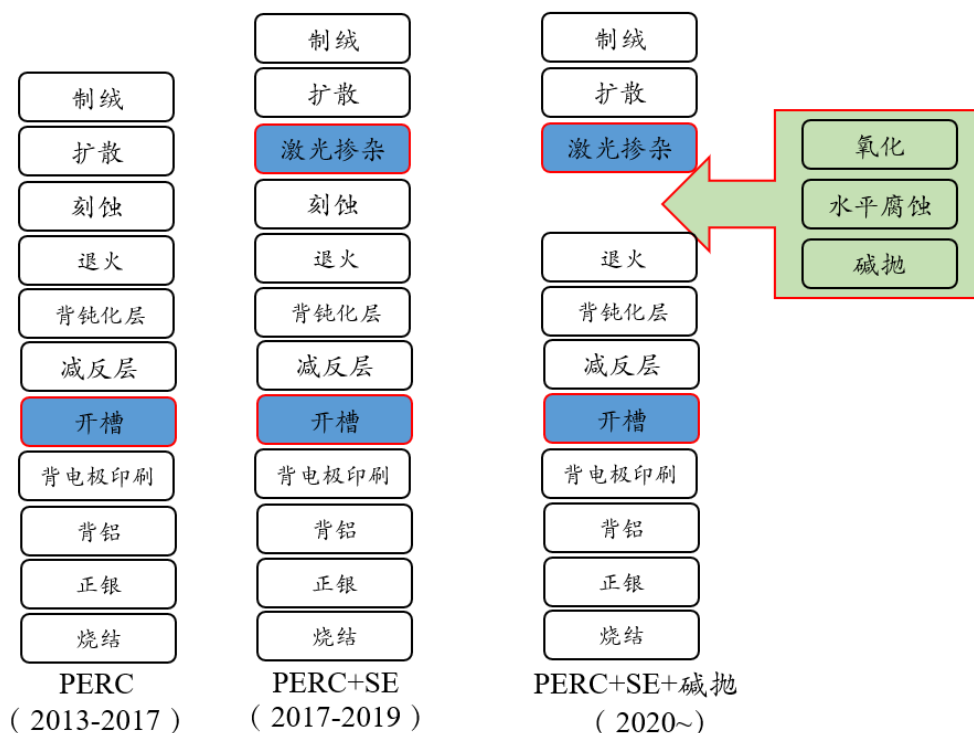 制绒
扩散
刻蚀
退火
背钝化层
减反层
开槽
背电极印刷
背铝
正银
烧结
PERC
（2013-2017）
制绒
扩散
激光掺杂
刻蚀
退火
背钝化层
减反层
开槽
背电极印刷
背铝
正银
烧结
PERC+SE
（2017-2019）
制绒
扩散
激光掺杂
退火
背钝化层
减反层
开槽
背电极印刷
背铝
正银
烧结
PERC+SE+碱抛
（2020~）
氧化
水平腐蚀
碱抛